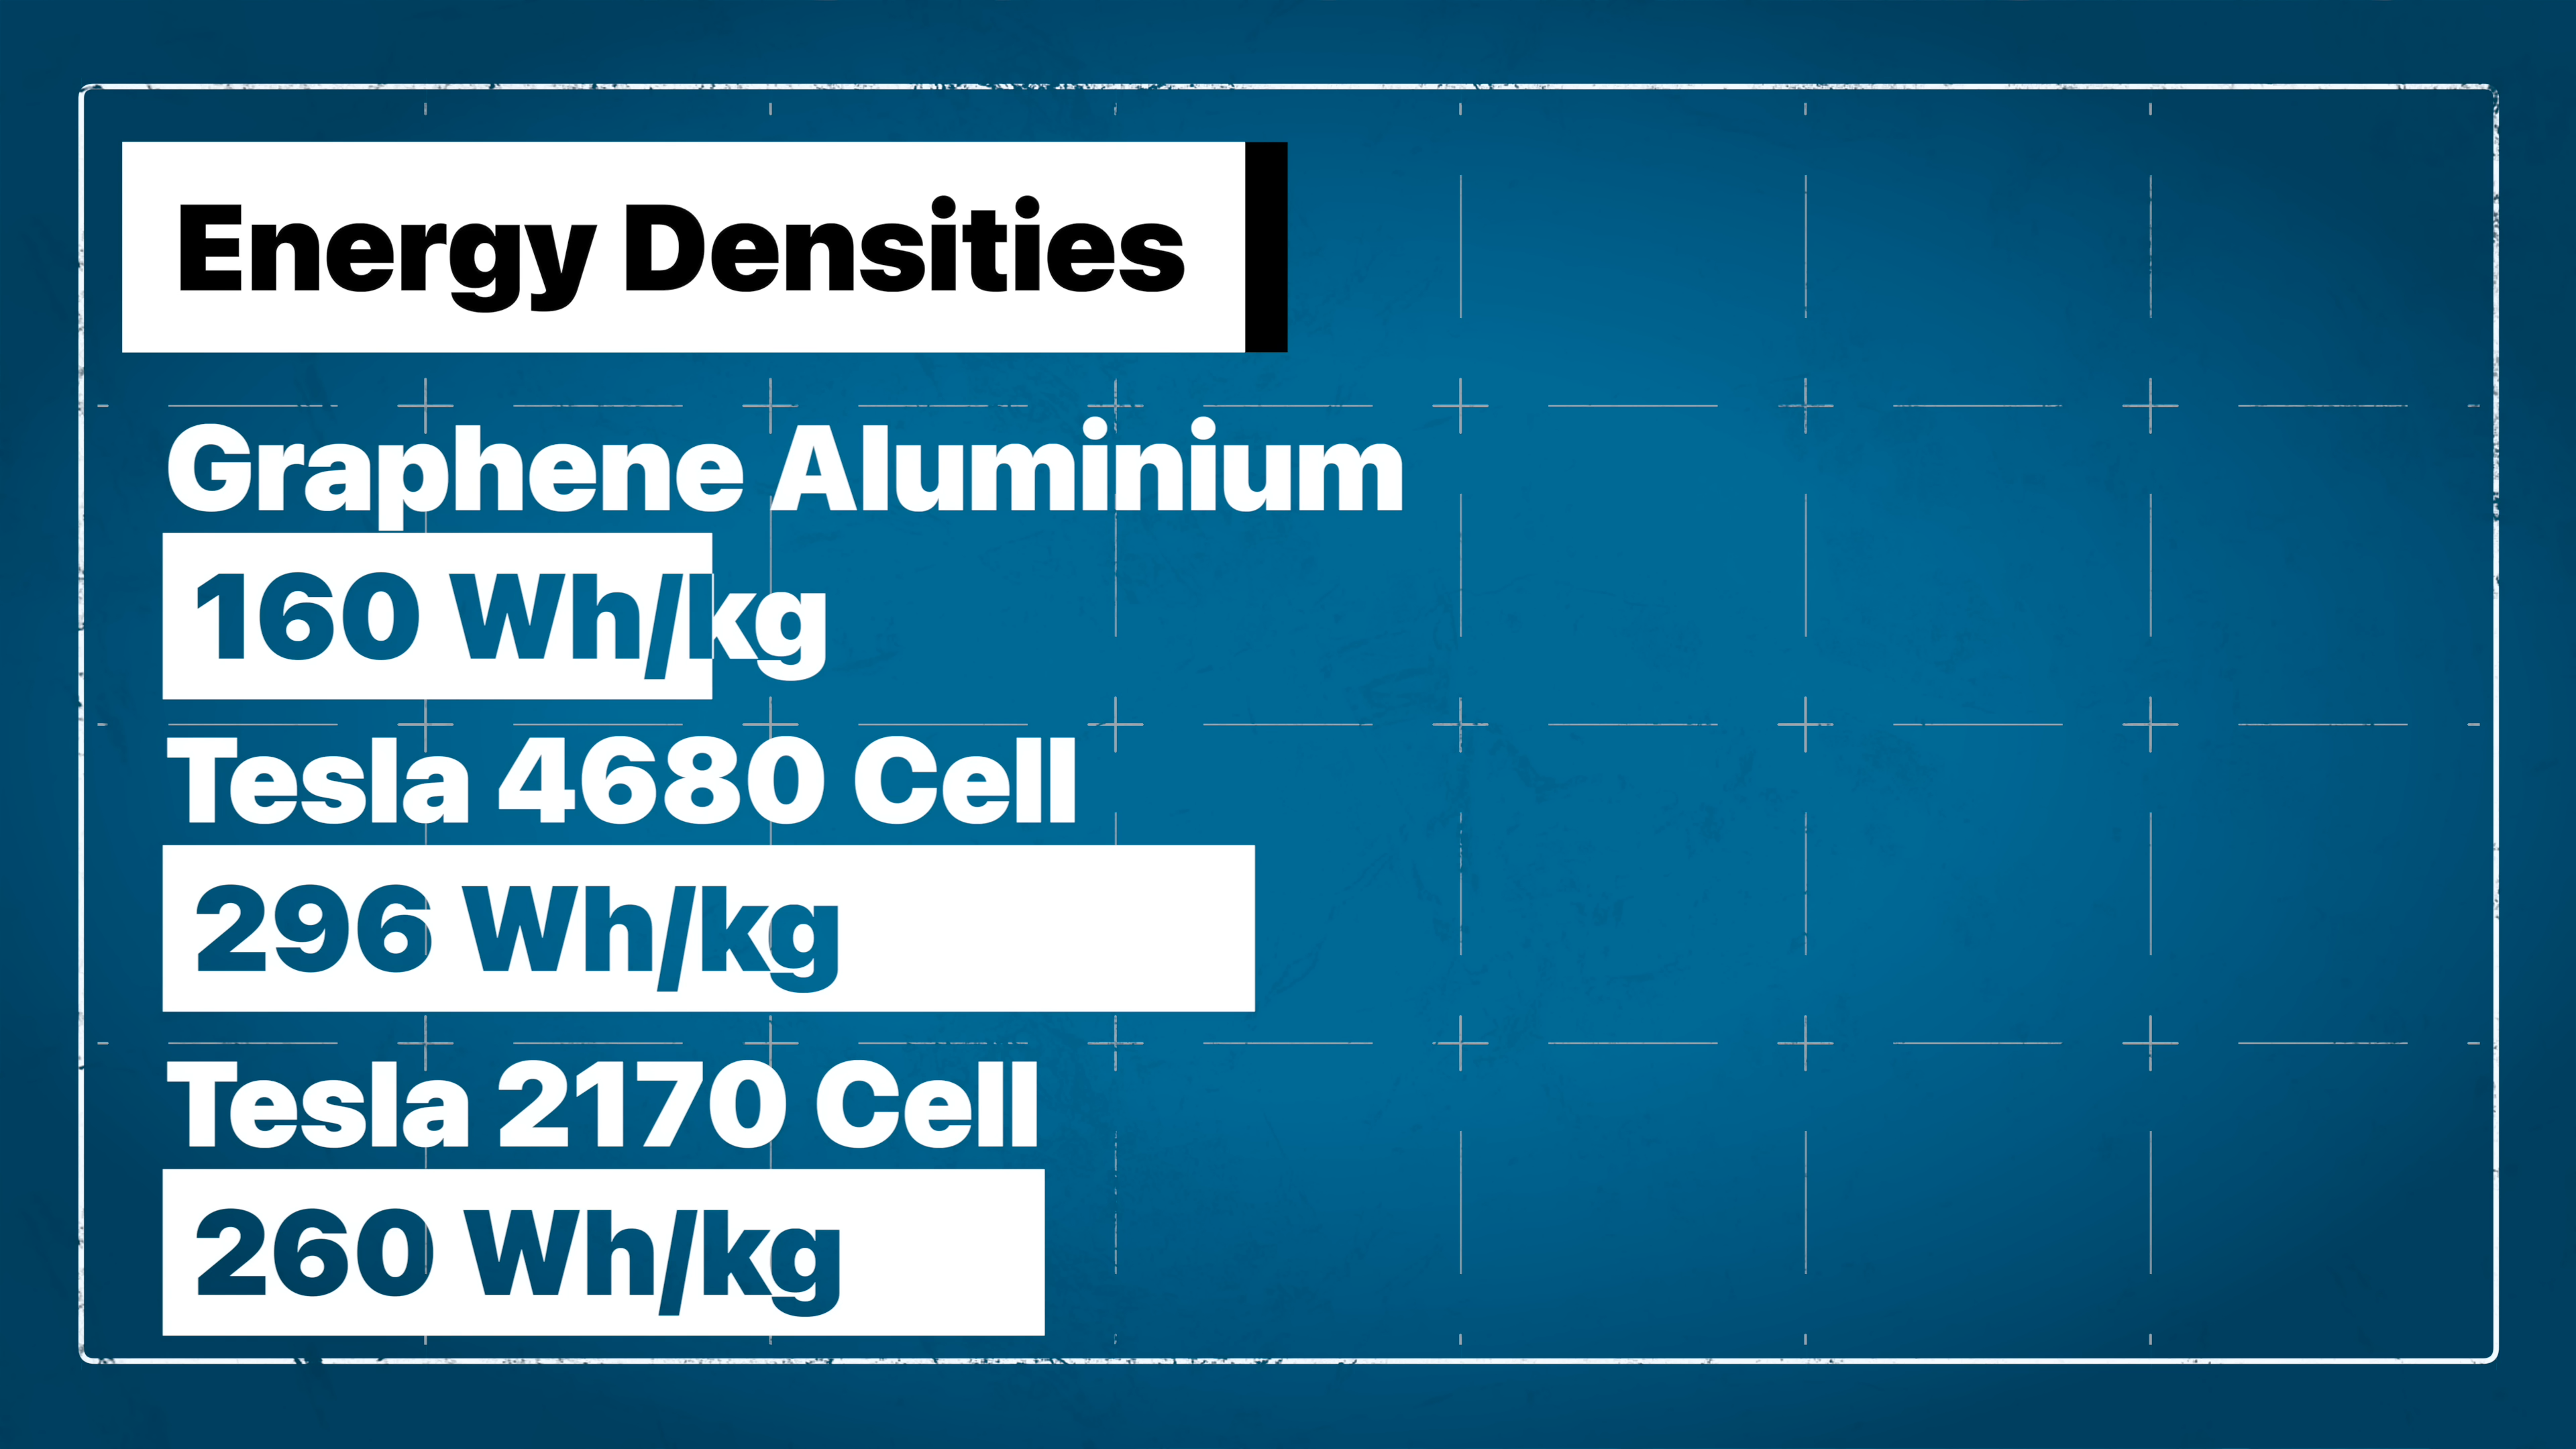 Energy Densities
Graphene Aluminium
160 Wh/kg
Tesla 4680 Cell
296 Wh/kg
Tesla 2170 Cell
260 Wh/kg